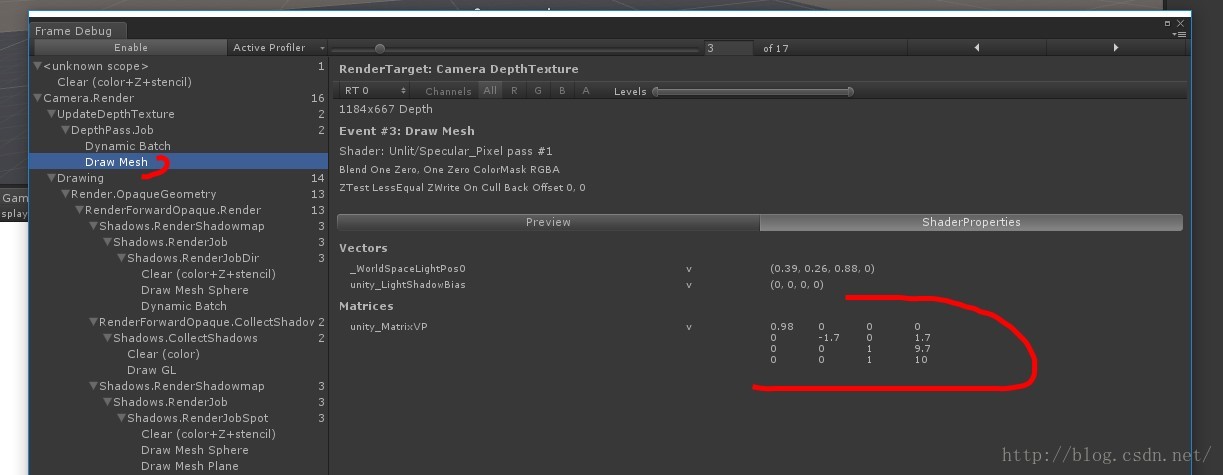 Frame Debug
Enable Active Profiler 3 of 17
<unknown scope> 1
Clear (color+Z+stencil)
Camera.Render 16
UpdateDepthTexture 2
DepthPass.Job 2
Dynamic Batch
Draw Mesh
Drawing 14
Render.OpaqueGeometry 13
RenderForwardOpaque.Render 13
Shadows.RenderShadowmap 3
Shadows.RenderJob 3
Shadows.RenderJobDir 3
Clear (color+Z+stencil)
Draw Mesh Sphere
Dynamic Batch
RenderForwardOpaque.CollectShadow 2
Shadows.CollectShadows 2
Clear (color)
Draw GL
Shadows.RenderShadowmap 3
Shadows.RenderJob 3
Shadows.RenderJobSpot 3
Clear (color+Z+stencil)
Draw Mesh Sphere
Draw Mesh Plane
RenderTarget: Camera DepthTexture
RT 0 Channels All R G B A Levels
1184x667 Depth
Event #3: Draw Mesh
Shader: Unlit/Specular_Pixel pass #1
Blend One Zero, One Zero ColorMask RGBA
ZTest LessEqual ZWrite On Cull Back Offset 0, 0
Preview ShaderProperties
Vectors
_WorldSpaceLightPos0 v (0.39, 0.26, 0.88, 0)
unity_LightShadowBias v (0, 0, 0, 0)
Matrices
unity_MatrixVP v 0.98 0 0 0
0 -1.7 0 1.7
0 0 1 9.7
0 0 1 10
Gam
splay
http://blog.csdn.net/